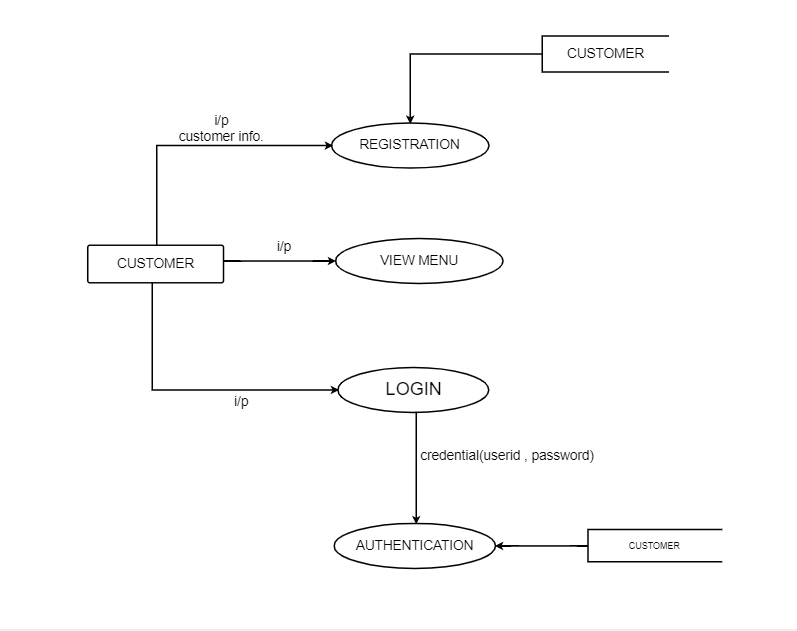 CUSTOMER
i/p
customer info.
REGISTRATION
i/p
CUSTOMER
VIEW MENU
LOGIN
i/p
credential(userid , password)
AUTHENTICATION
CUSTOMER